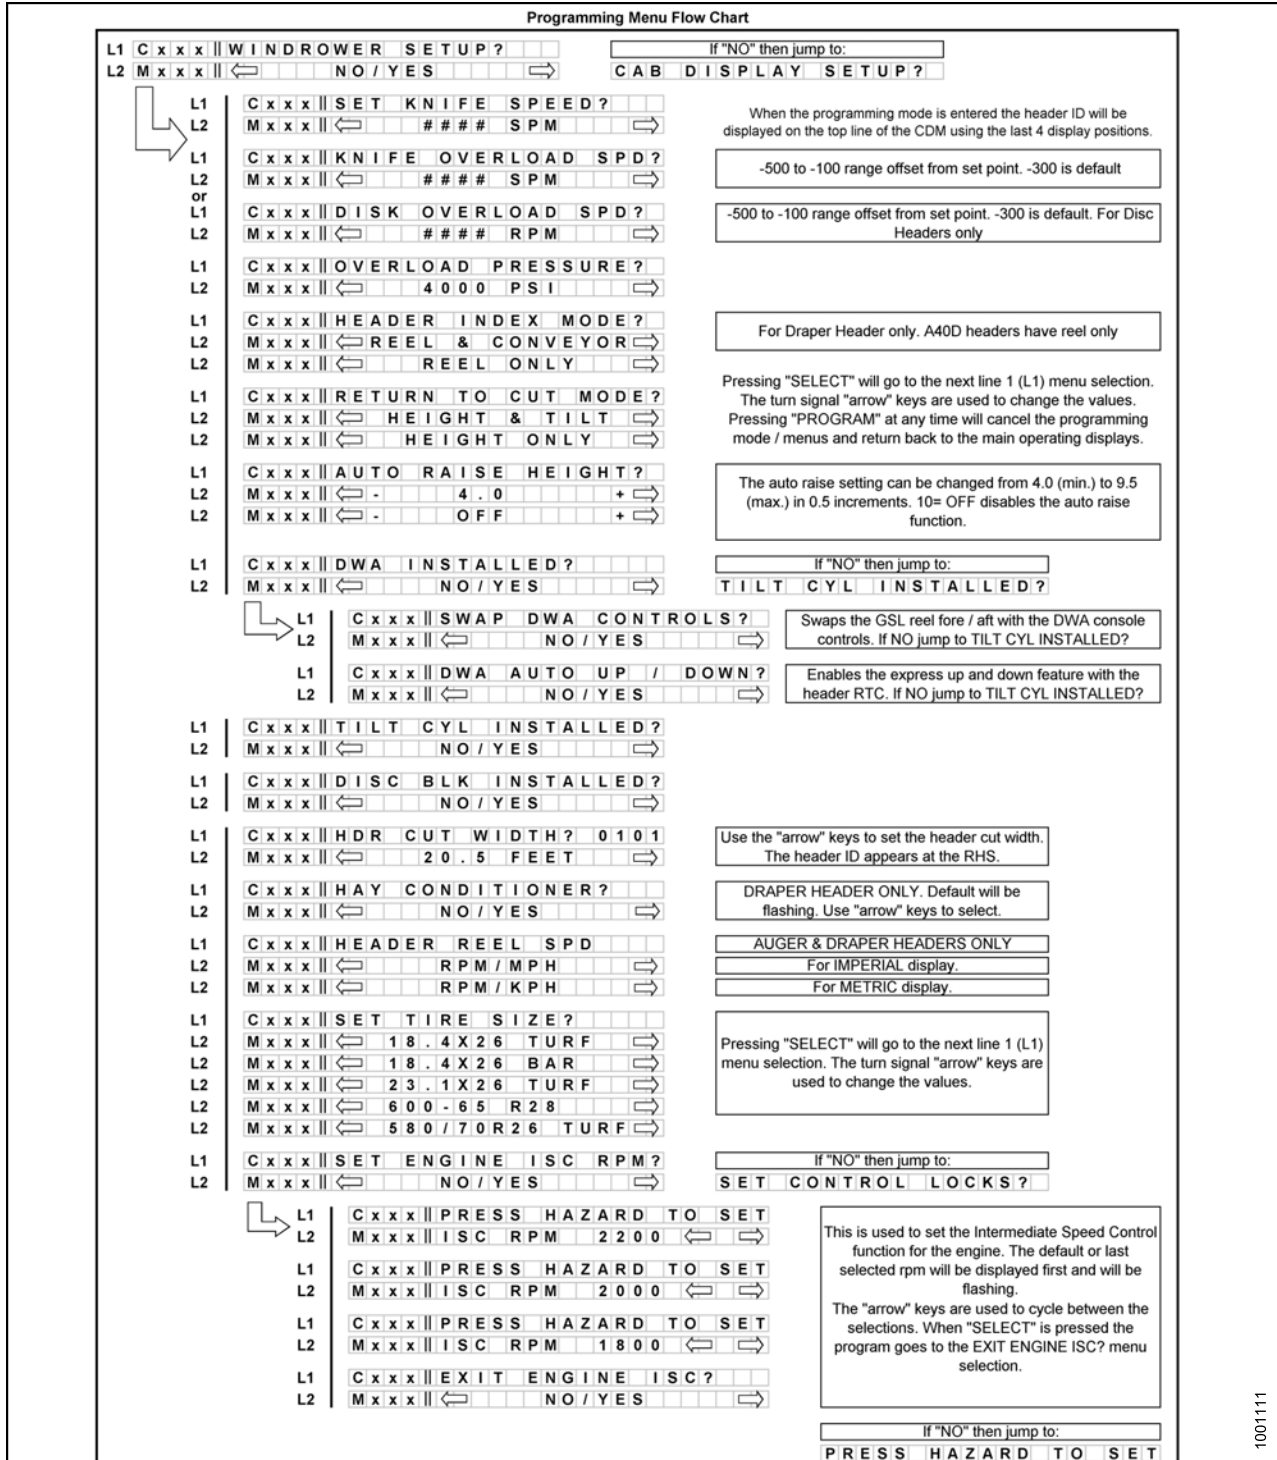 Programming Menu Flow Chart
L1 Cxxx||WINDROWER SETUP?
If "NO" then jump to:
L2 Mxxx|| NO/YES
CAB DISPLAY SETUP?
L1 Cxxx||SET KNIFE SPEED?
L2 Mxxx|| #### SPM
When the programming mode is entered the header ID will be
displayed on the top line of the CDM using the last 4 display positions.
L1 Cxxx||KNIFE OVERLOAD SPD?
L2 Mxxx|| #### SPM
-500 to -100 range offset from set point. -300 is default
or
L1 Cxxx||DISK OVERLOAD SPD?
L2 Mxxx|| #### RPM
-500 to -100 range offset from set point. -300 is default. For Disc
Headers only
L1 Cxxx||OVERLOAD PRESSURE?
L2 Mxxx|| 4000 PSI
L1 Cxxx||HEADER INDEX MODE?
L2 Mxxx|| REEL & CONVEYOR
L2 Mxxx|| REEL ONLY
For Draper Header only. A40D headers have reel only
L1 Cxxx||RETURN TO CUT MODE?
L2 Mxxx|| HEIGHT & TILT
L2 Mxxx|| HEIGHT ONLY
Pressing "SELECT" will go to the next line 1 (L1) menu selection.
The turn signal "arrow" keys are used to change the values.
Pressing "PROGRAM" at any time will cancel the programming
mode / menus and return back to the main operating displays.
L1 Cxxx||AUTO RAISE HEIGHT?
L2 Mxxx|| - 4.0 +
L2 Mxxx|| - OFF +
The auto raise setting can be changed from 4.0 (min.) to 9.5
(max.) in 0.5 increments. 10= OFF disables the auto raise
function.
L1 Cxxx||DWA INSTALLED?
If "NO" then jump to:
L2 Mxxx|| NO/YES
TILT CYL INSTALLED?
L1 Cxxx||SWAP DWA CONTROLS?
L2 Mxxx|| NO/YES
Swaps the GSL reel fore / aft with the DWA console
controls. If NO jump to TILT CYL INSTALLED?
L1 Cxxx||DWA AUTO UP / DOWN?
L2 Mxxx|| NO/YES
Enables the express up and down feature with the
header RTC. If NO jump to TILT CYL INSTALLED?
L1 Cxxx||TILT CYL INSTALLED?
L2 Mxxx|| NO/YES
L1 Cxxx||DISC BLK INSTALLED?
L2 Mxxx|| NO/YES
L1 Cxxx||HDR CUT WIDTH? 0101
L2 Mxxx|| 20.5 FEET
Use the "arrow" keys to set the header cut width.
The header ID appears at the RHS.
L1 Cxxx||HAY CONDITIONER?
L2 Mxxx|| NO/YES
DRAPER HEADER ONLY. Default will be
flashing. Use "arrow" keys to select.
L1 Cxxx||HEADER REEL SPD
AUGER & DRAPER HEADERS ONLY
L2 Mxxx|| RPM/MPH
For IMPERIAL display.
L2 Mxxx|| RPM/KPH
For METRIC display.
L1 Cxxx||SET TIRE SIZE?
L2 Mxxx|| 18.4X26 TURF
L2 Mxxx|| 18.4X26 BAR
L2 Mxxx|| 23.1X26 TURF
L2 Mxxx|| 600-65 R28
L2 Mxxx|| 580/70R26 TURF
Pressing "SELECT" will go to the next line 1 (L1)
menu selection. The turn signal "arrow" keys are
used to change the values.
L1 Cxxx||SET ENGINE ISC RPM?
If "NO" then jump to:
L2 Mxxx|| NO/YES
SET CONTROL LOCKS?
L1 Cxxx||PRESS HAZARD TO SET
L2 Mxxx||ISC RPM 2200
L1 Cxxx||PRESS HAZARD TO SET
L2 Mxxx||ISC RPM 2000
L1 Cxxx||PRESS HAZARD TO SET
L2 Mxxx||ISC RPM 1800
L1 Cxxx||EXIT ENGINE ISC?
L2 Mxxx|| NO/YES
This is used to set the Intermediate Speed Control
function for the engine. The default or last
selected rpm will be displayed first and will be
flashing.
The "arrow" keys are used to cycle between the
selections. When "SELECT" is pressed the
program goes to the EXIT ENGINE ISC? menu
selection.
If "NO" then jump to:
PRESS HAZARD TO SET
1001111